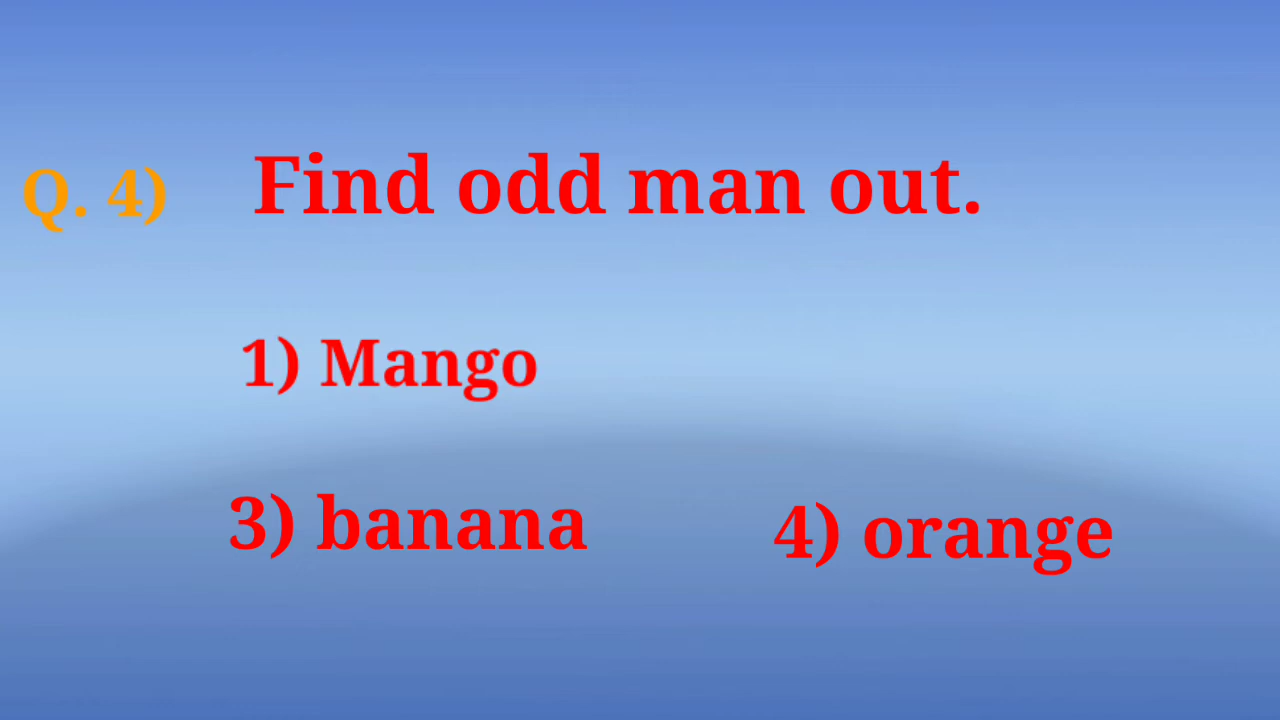 Q. 4) Find odd man out.
1) Mango
3) banana 4) orange